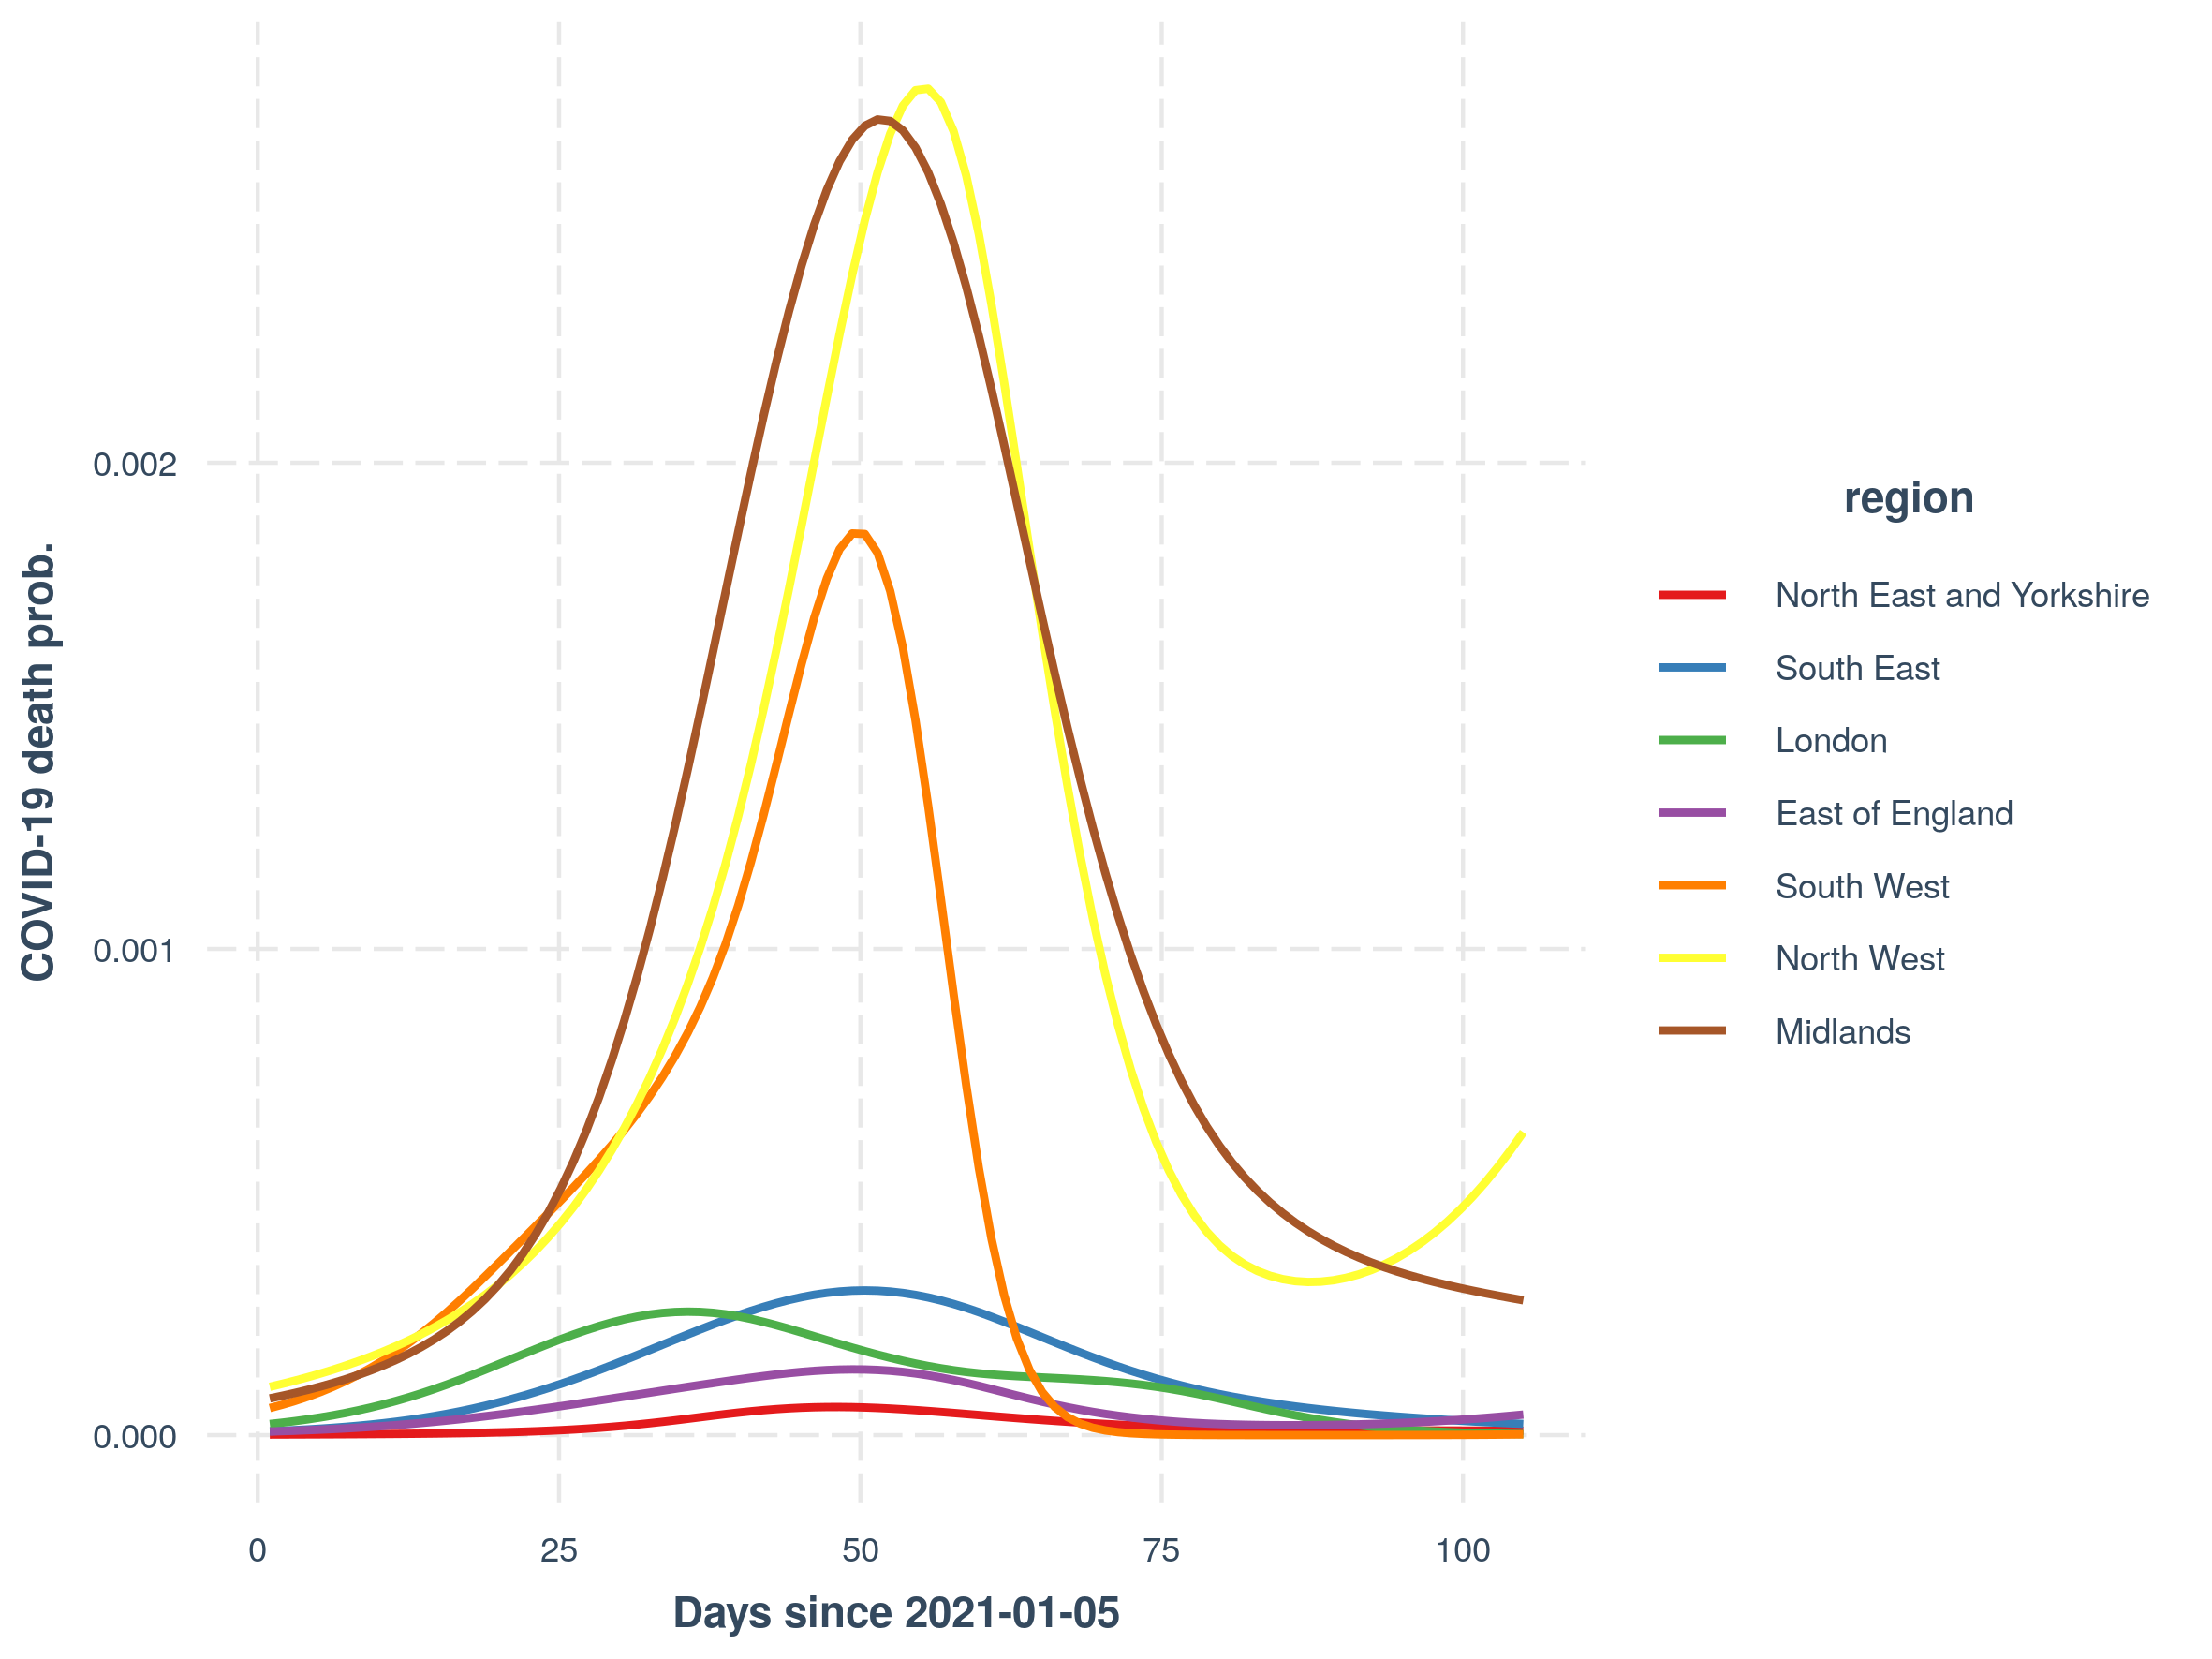 COVID-19 death prob.
0.002
0.001
0.000
0 25 50 75 100
Days since 2021-01-05
region
North East and Yorkshire
South East
London
East of England
South West
North West
Midlands